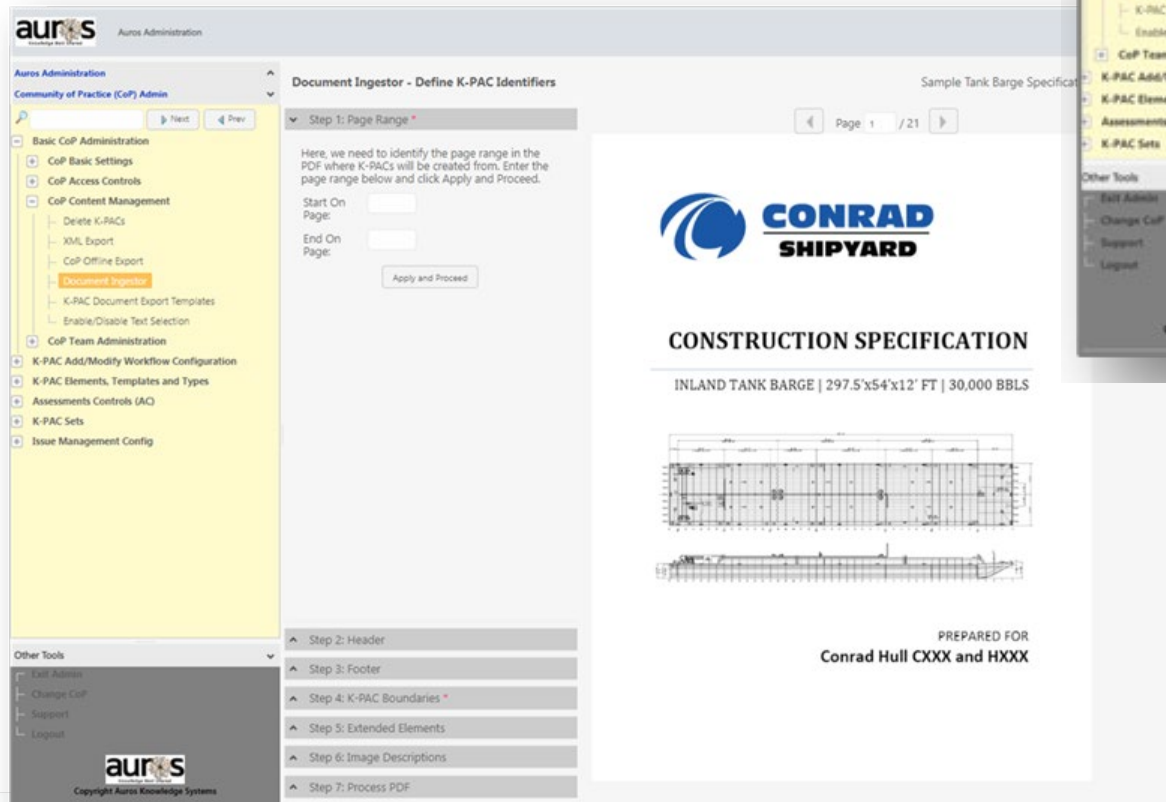 auros
Auros Administration
Auros Administration
Community of Practice (CoP) Admin
Next
Prev
Basic CoP Administration
CoP Basic Settings
CoP Access Controls
CoP Content Management
Delete K-PACs
XML Export
CoP Offline Export
Document Ingestor
K-PAC Document Export Templates
Enable/Disable Text Selection
CoP Team Administration
K-PAC Add/Modify Workflow Configuration
K-PAC Elements, Templates and Types
Assessments Controls (AC)
K-PAC Sets
Issue Management Config
Other Tools
Exit Admin
Change CoP
Support
Logout
auros
Copyright Auros Knowledge Systems
Document Ingestor - Define K-PAC Identifiers
Step 1: Page Range *
Here, we need to identify the page range in the
PDF where K-PACs will be created from. Enter the
page range below and click Apply and Proceed.
Start On
Page:
End On
Page:
Apply and Proceed
Step 2: Header
Step 3: Footer
Step 4: K-PAC Boundaries *
Step 5: Extended Elements
Step 6: Image Descriptions
Step 7: Process PDF
Sample Tank Barge Specificat
Page 1 / 21
CONRAD
SHIPYARD
CONSTRUCTION SPECIFICATION
INLAND TANK BARGE | 297.5'x54'x12' FT | 30,000 BBLS
PREPARED FOR
Conrad Hull CXXX and HXXX
K-PAC
Enable
CoP Team
K-PAC Add/
K-PAC Eleme
Assessments
K-PAC Sets
Other Tools
Exit Admin
Change CoP
Support
Logout